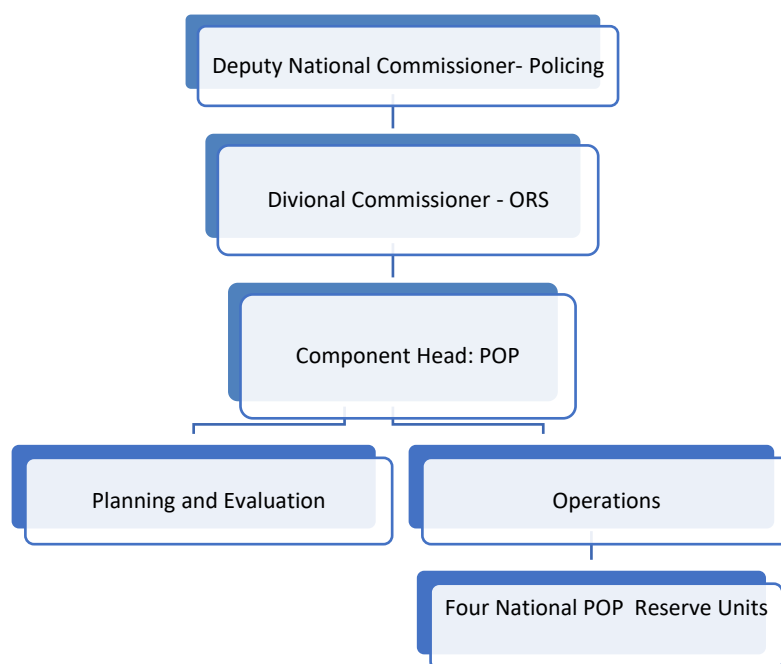 Deputy National Commissioner- Policing
Divional Commissioner - ORS
Component Head: POP
Planning and Evaluation
Operations
Four National POP  Reserve Units